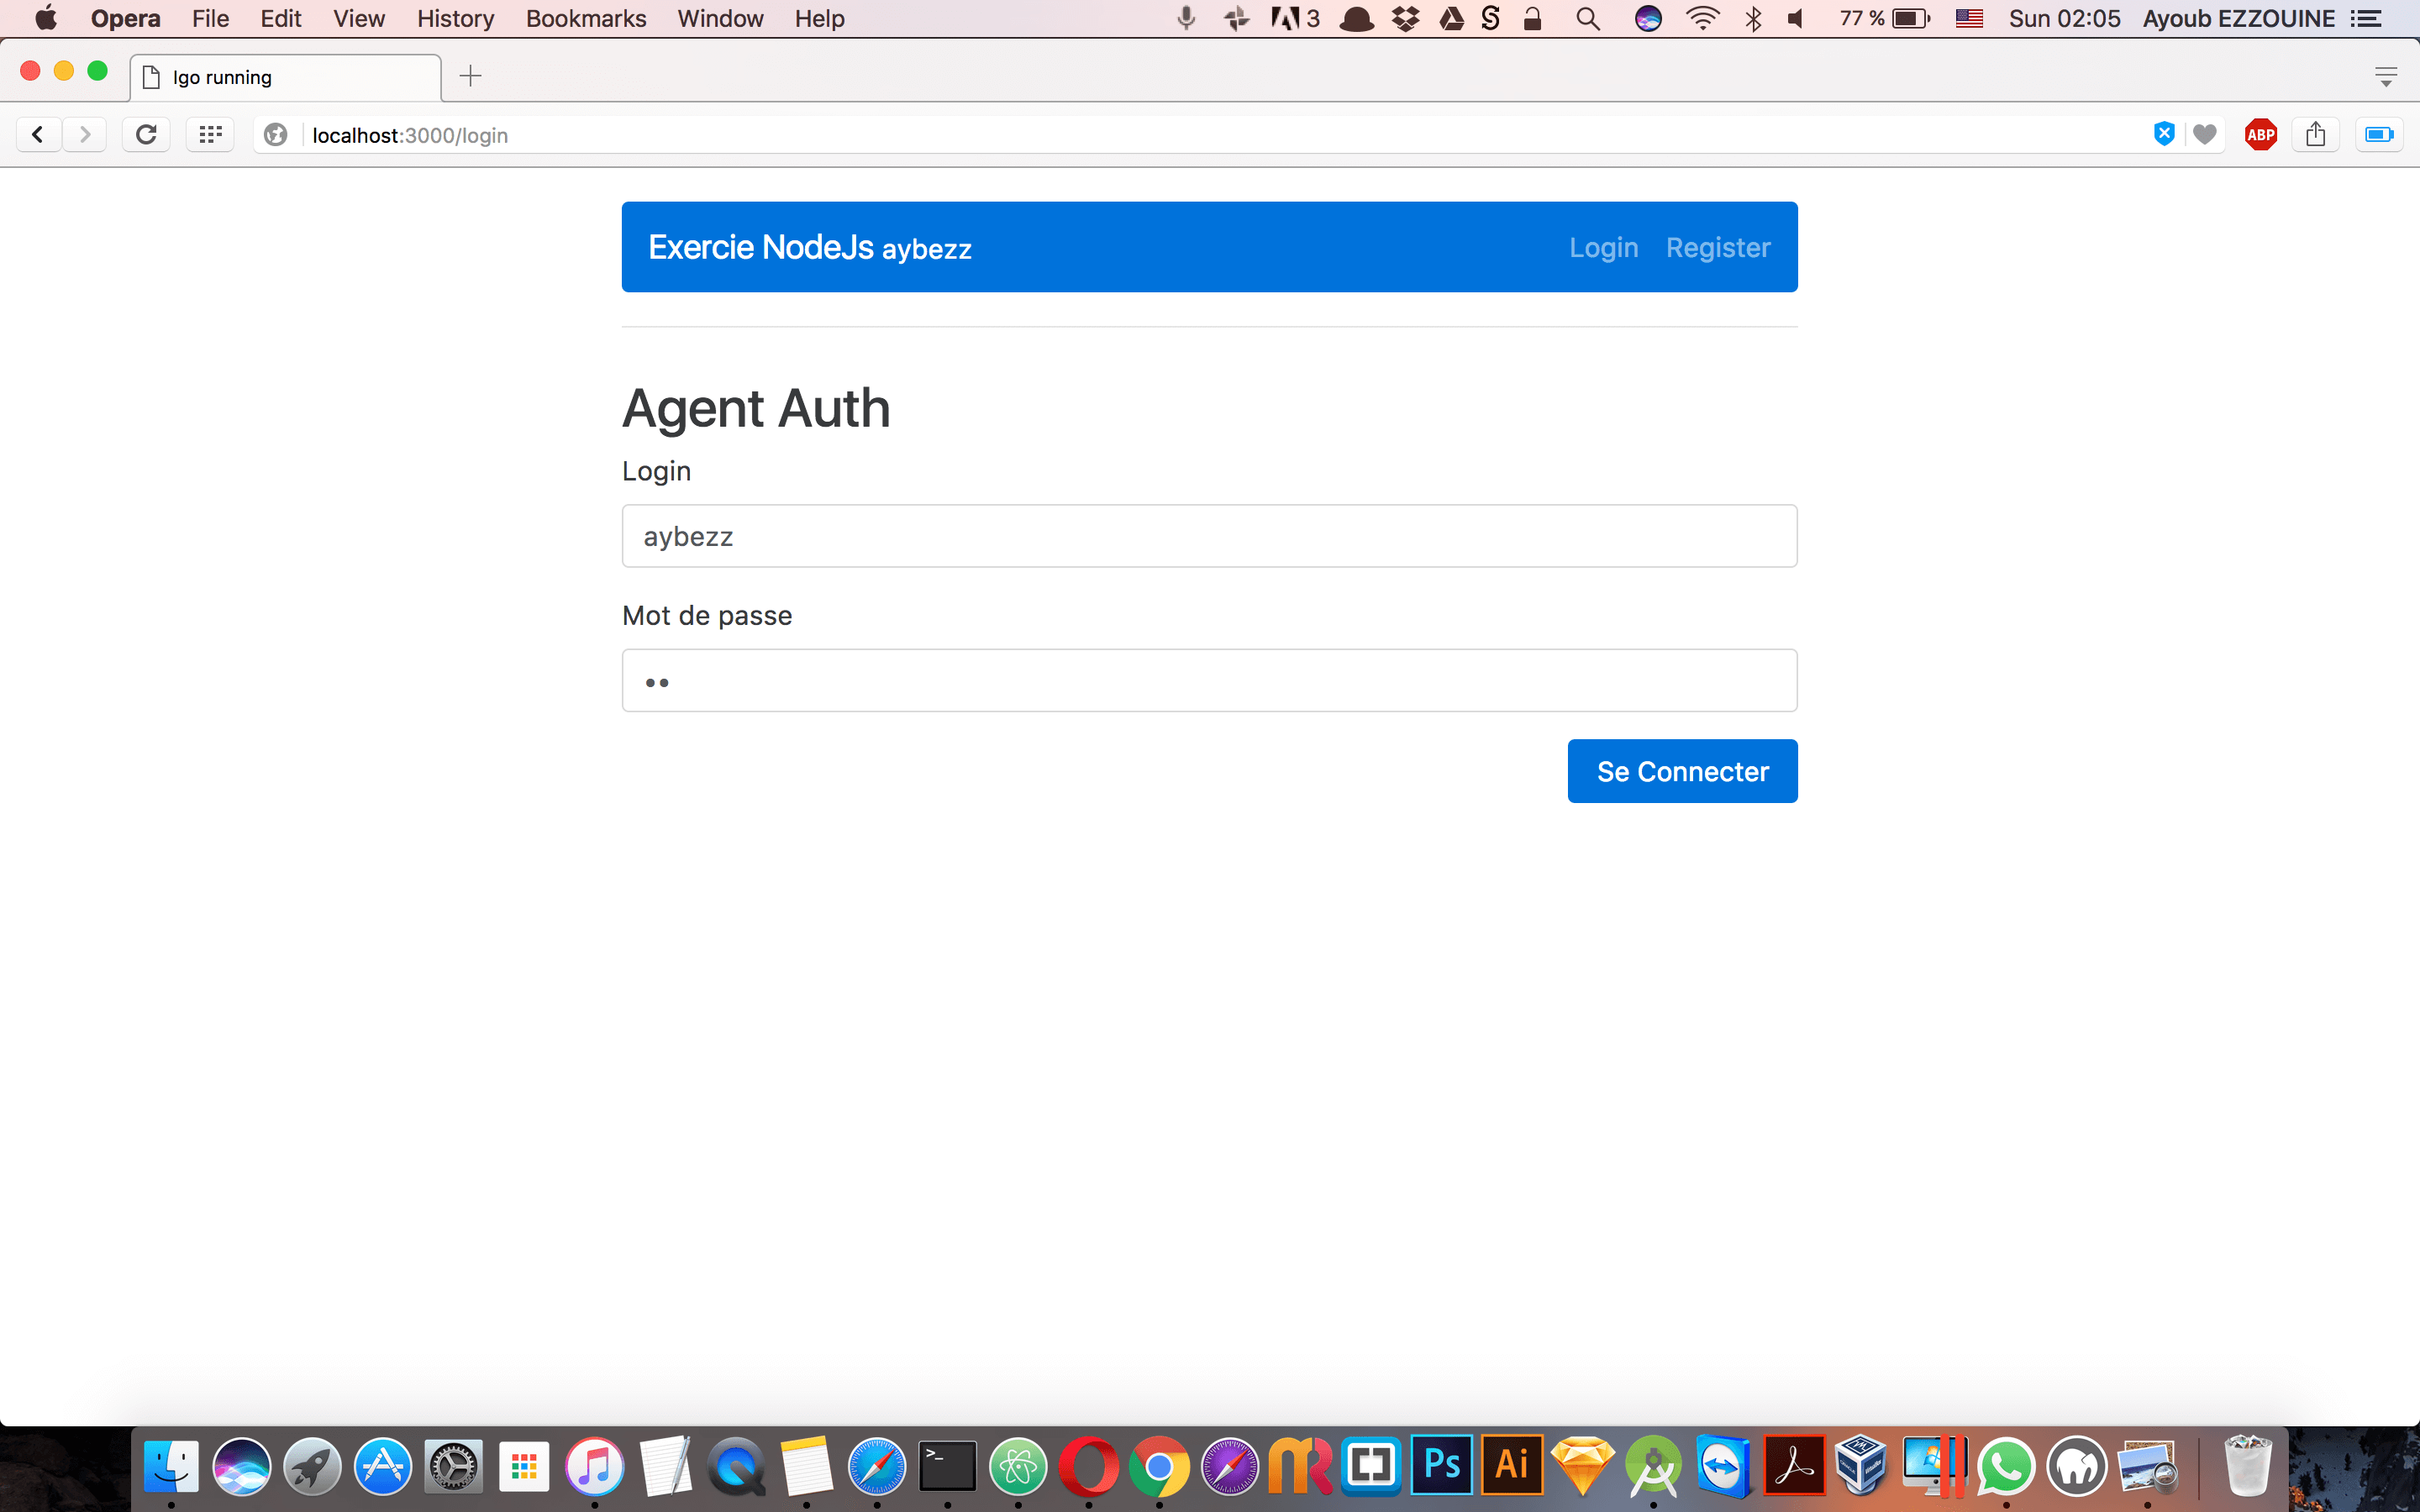 Opera File Edit View History Bookmarks Window Help 3 77 % Sun 02:05 Ayoub EZZOUINE
Igo running
localhost:3000/login
ABP
Exercie NodeJs aybezz Login Register
Agent Auth
Login
aybezz
Mot de passe
••
Se Connecter
>_ Ps Ai